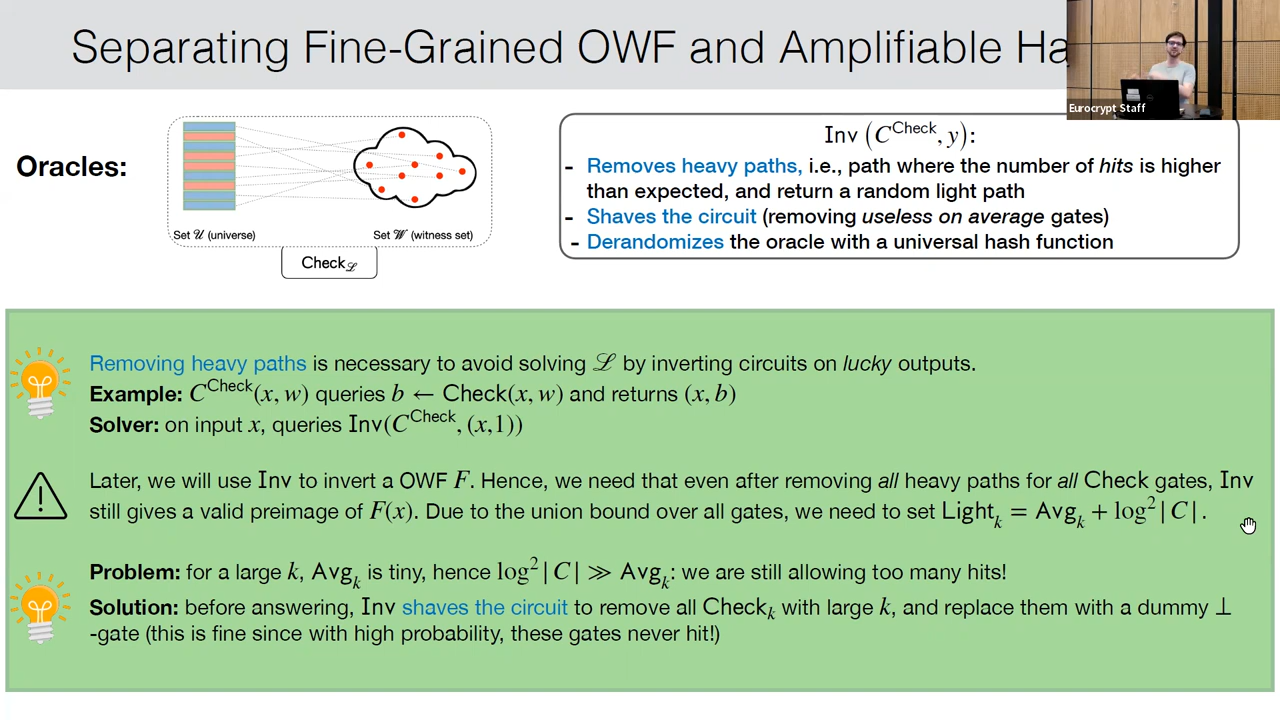 Separating Fine-Grained OWF and Amplifiable Ha
Eurocrypt Staff
Oracles:
Set 𝒰 (universe)
Set 𝒲 (witness set)
Check_ℒ
Inv (C^Check, y):
- Removes heavy paths, i.e., path where the number of hits is higher
than expected, and return a random light path
- Shaves the circuit (removing useless on average gates)
- Derandomizes the oracle with a universal hash function
Removing heavy paths is necessary to avoid solving ℒ by inverting circuits on lucky outputs.
Example: C^Check(x, w) queries b ← Check(x, w) and returns (x, b)
Solver: on input x, queries Inv(C^Check, (x,1))
Later, we will use Inv to invert a OWF F. Hence, we need that even after removing all heavy paths for all Check gates, Inv
still gives a valid preimage of F(x). Due to the union bound over all gates, we need to set Light_k = Avg_k + log² |C|.
Problem: for a large k, Avg_k is tiny, hence log² |C| ≫ Avg_k: we are still allowing too many hits!
Solution: before answering, Inv shaves the circuit to remove all Check_k with large k, and replace them with a dummy ⊥
-gate (this is fine since with high probability, these gates never hit!)